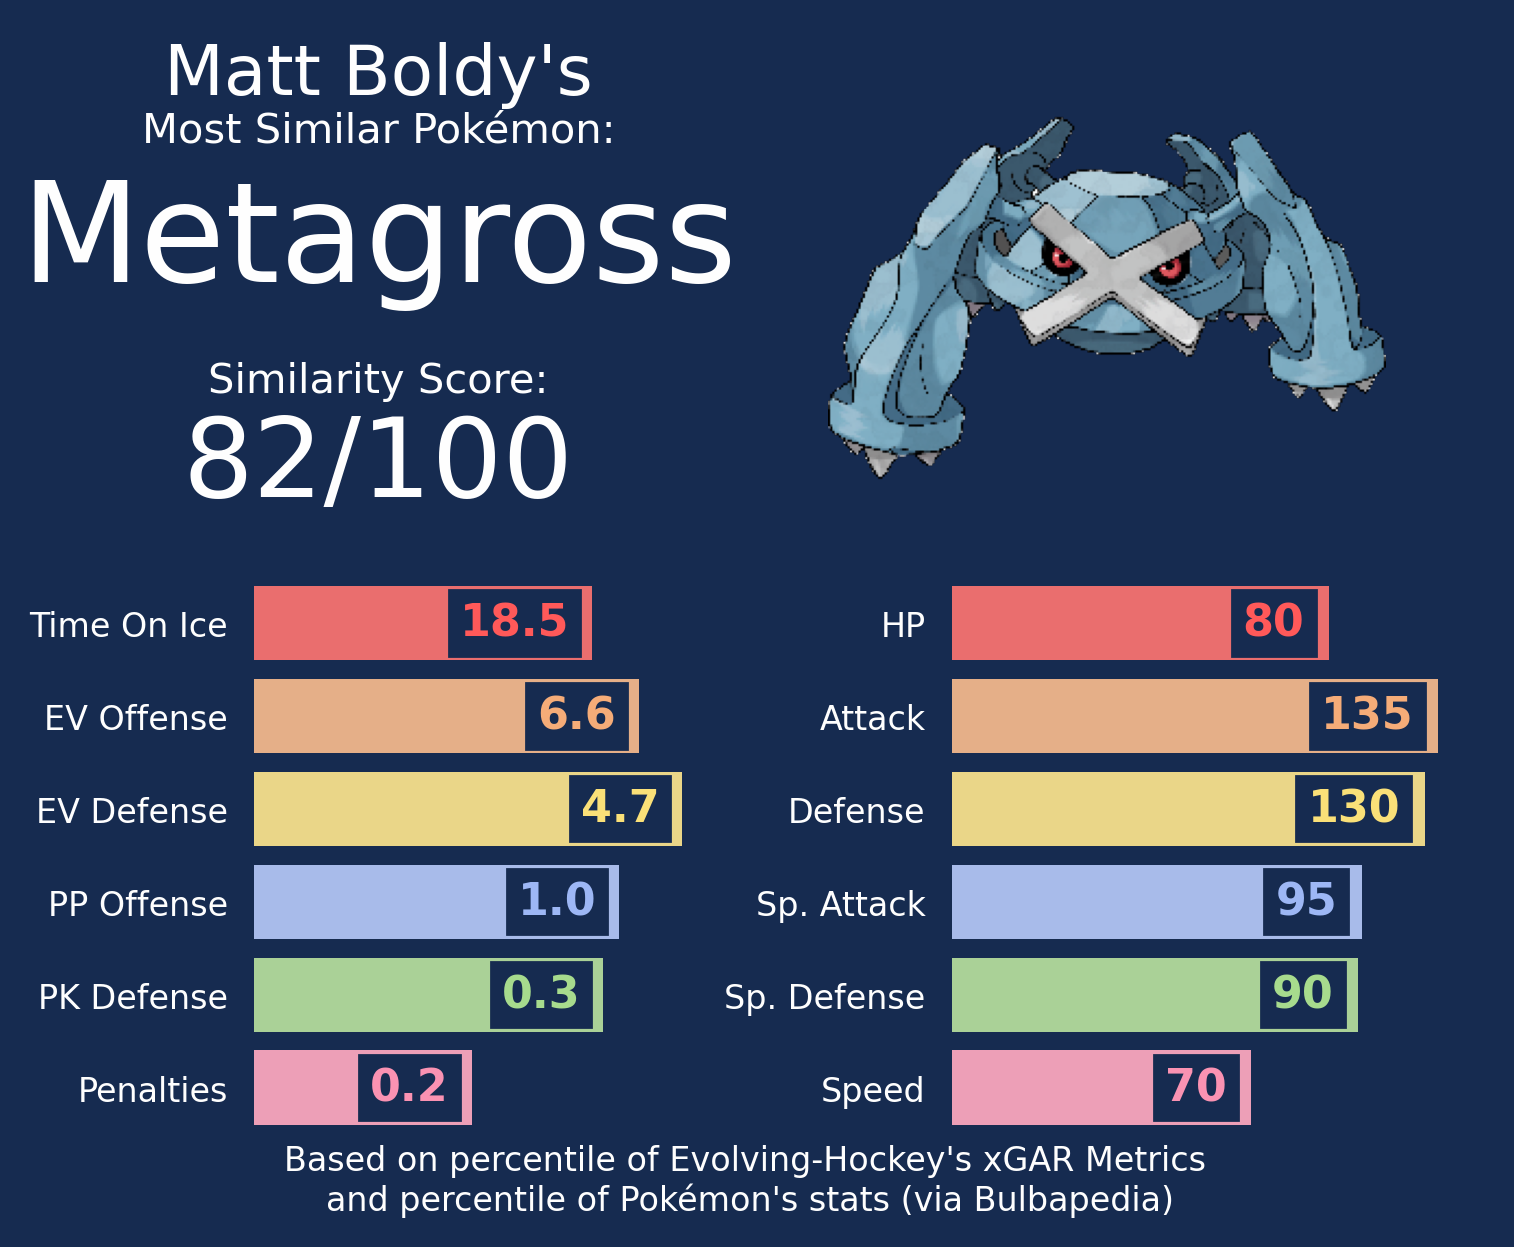 Matt Boldy's
Most Similar Pokémon:
Metagross
Similarity Score:
82/100
Time On Ice 18.5
EV Offense 6.6
EV Defense 4.7
PP Offense 1.0
PK Defense 0.3
Penalties 0.2
HP 80
Attack 135
Defense 130
Sp. Attack 95
Sp. Defense 90
Speed 70
Based on percentile of Evolving-Hockey's xGAR Metrics
and percentile of Pokémon's stats (via Bulbapedia)